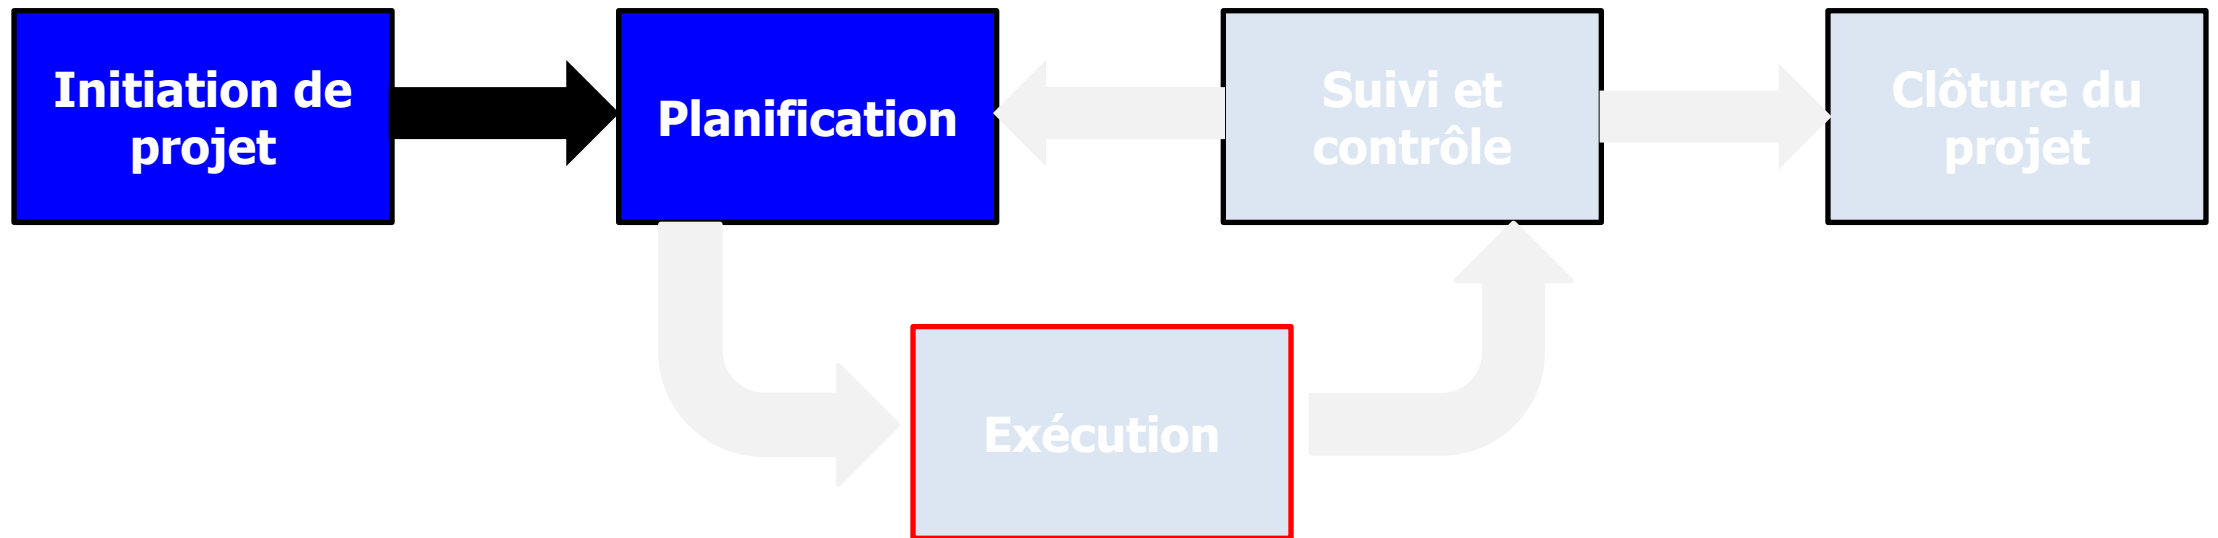 Initiation de
projet
Planification
Suivi et
contrôle
Clôture du
projet
Exécution